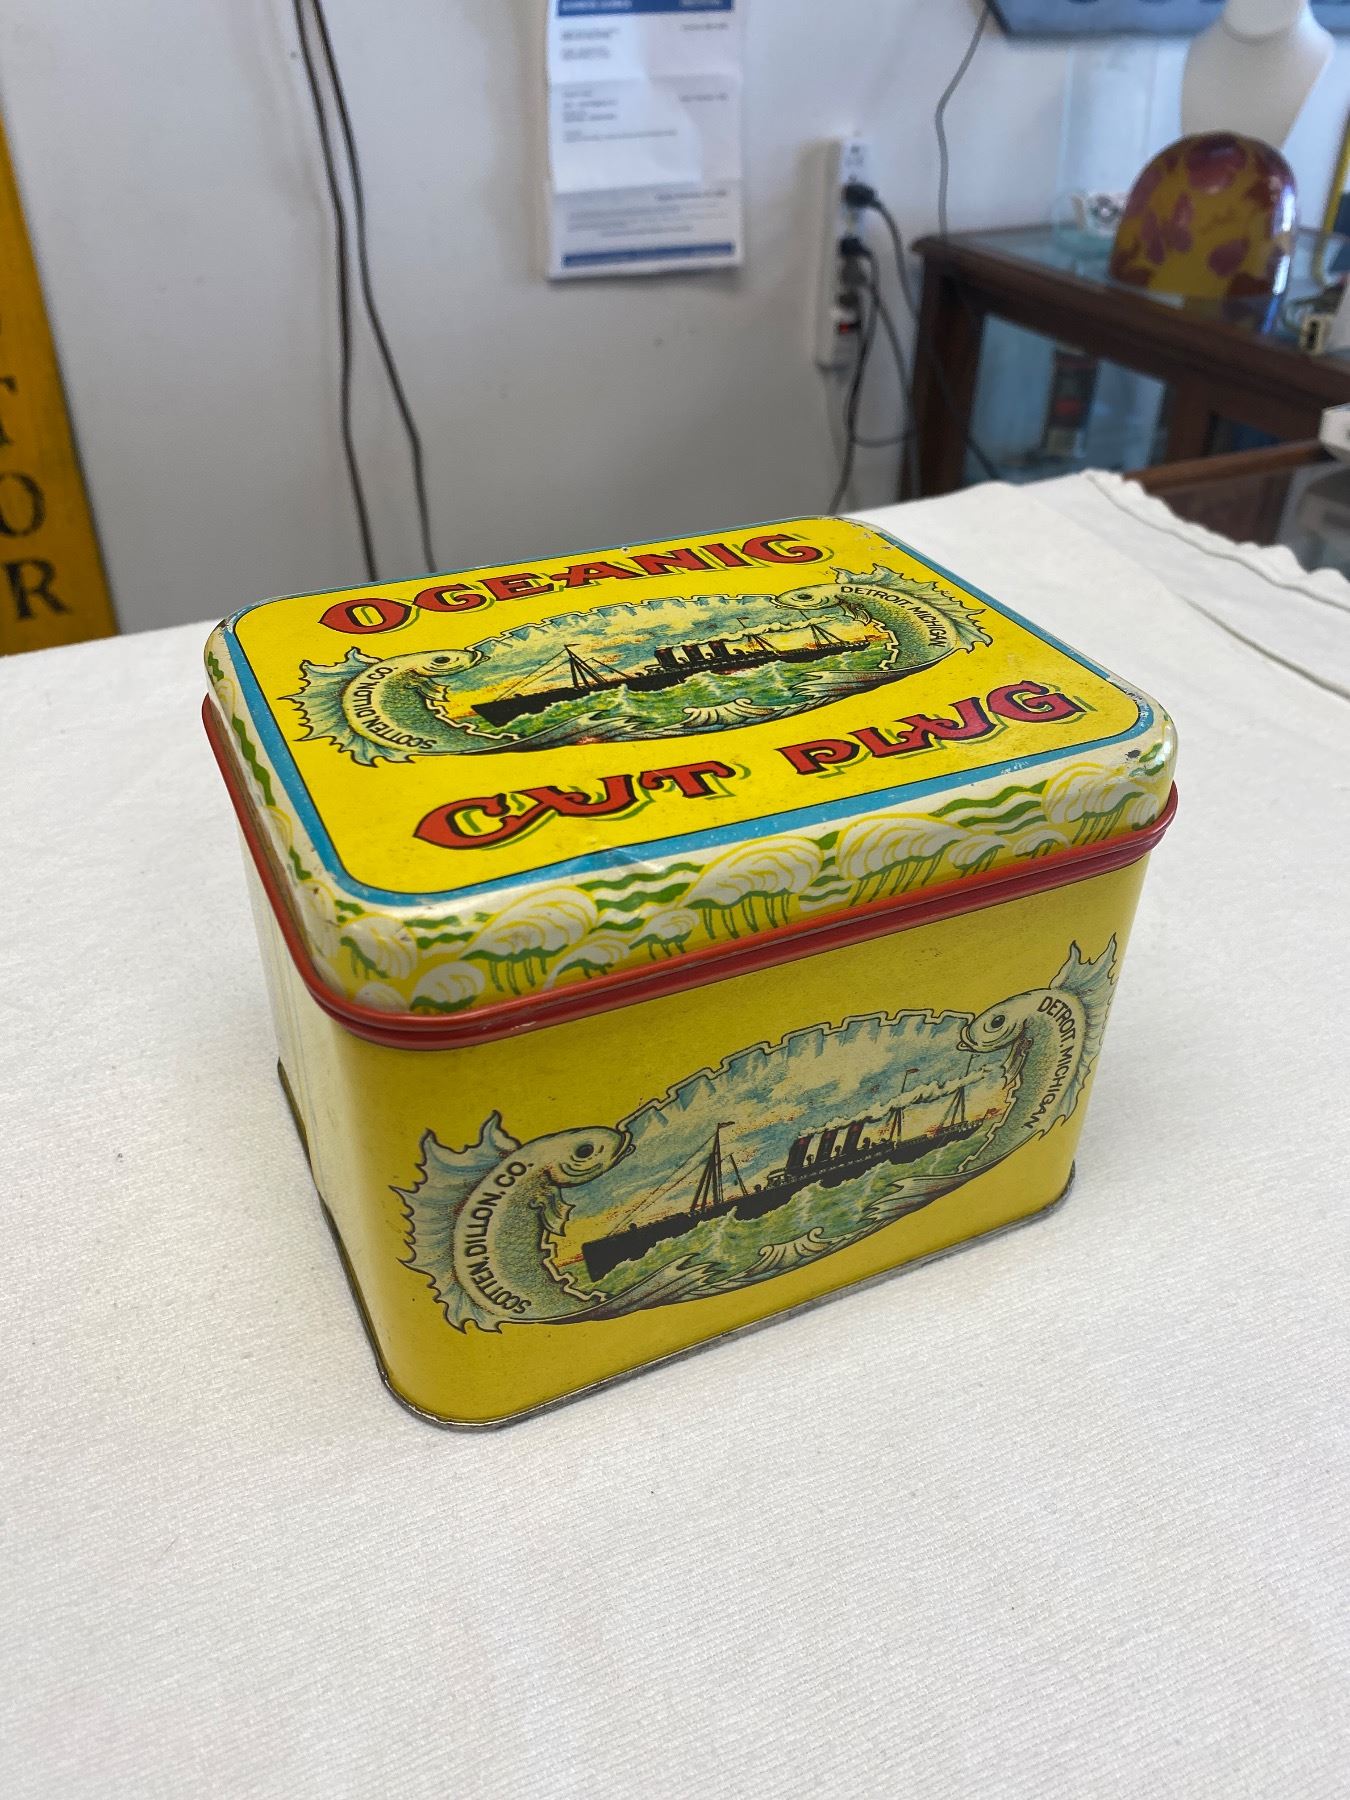 OCEANIC
SCOTTEN, DILLON, CO.
DETROIT, MICHIGAN
CUT PLUG
SCOTTEN, DILLON, CO.
DETROIT, MICHIGAN
T
O
R